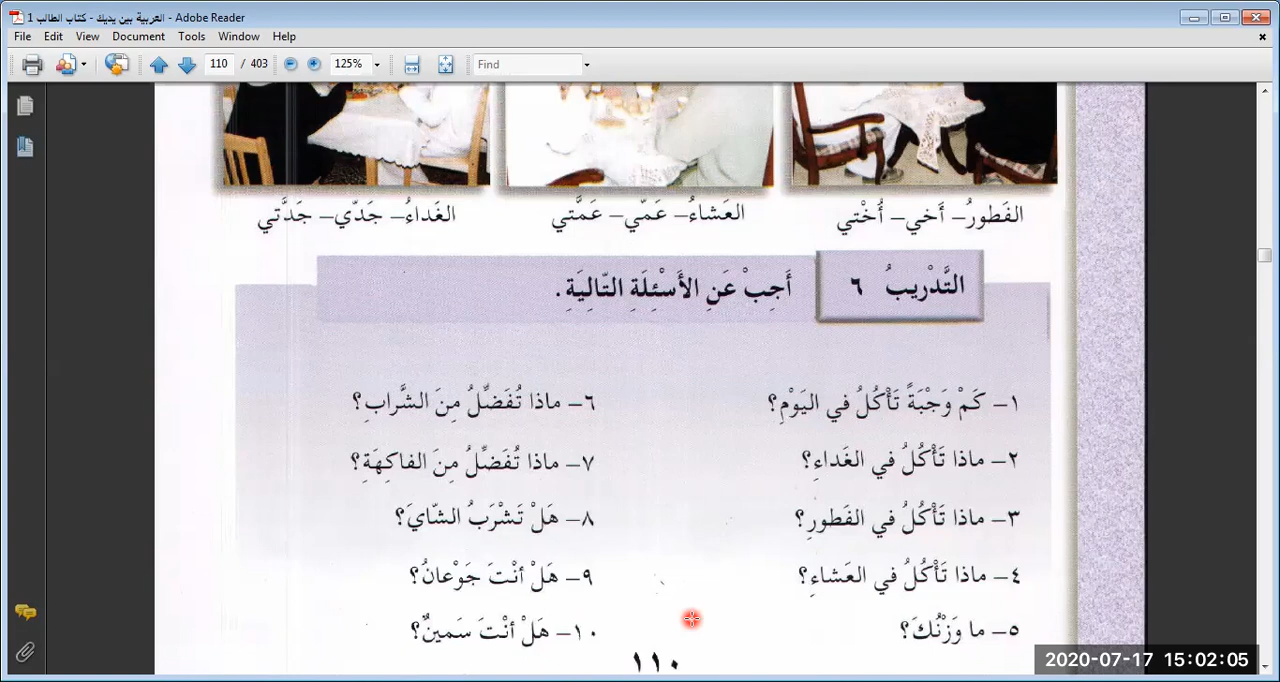 العربية بين يديك - كتاب الطالب 1 - Adobe Reader
File Edit View Document Tools Window Help
110 / 403 125% Find
الفَطورُ– أَخي– أُخْتي
العَشاءُ– عَمّي– عَمَّتي
الغَداءُ– جَدّي– جَدَّتي
التَّدْريبُ ٦ أَجِبْ عَنِ الأَسْئِلَةِ التّالِيَةِ.
١– كَمْ وَجْبَةً تَأْكُلُ في اليَوْمِ؟
٢– ماذا تَأْكُلُ في الغَداءِ؟
٣– ماذا تَأْكُلُ في الفَطورِ؟
٤– ماذا تَأْكُلُ في العَشاءِ؟
٥– ما وَزْنُكَ؟
٦– ماذا تُفَضِّلُ مِنَ الشَّرابِ؟
٧– ماذا تُفَضِّلُ مِنَ الفاكِهَةِ؟
٨– هَلْ تَشْرَبُ الشّايَ؟
٩– هَلْ أنْتَ جَوْعانُ؟
١٠– هَلْ أنْتَ سَمينٌ؟
١١٠
2020-07-17 15:02:05